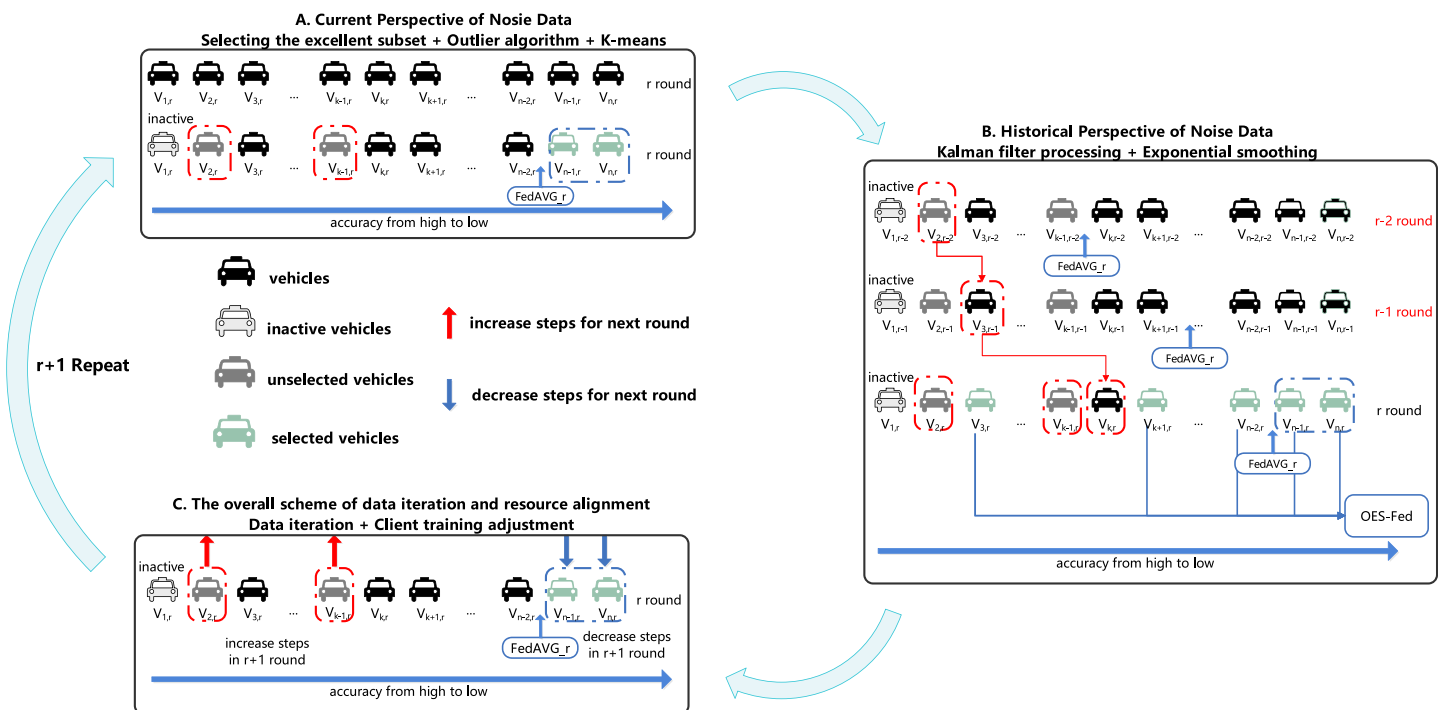 A. Current Perspective of Nosie Data
Selecting the excellent subset + Outlier algorithm + K-means
r round
V1,r V2,r V3,r ... Vk-1,r Vk,r Vk+1,r ... Vn-2,r Vn-1,r Vn,r
inactive
r round
V1,r V2,r V3,r ... Vk-1,r Vk,r Vk+1,r ... Vn-2,r Vn-1,r Vn,r
FedAVG_r
accuracy from high to low
vehicles
inactive vehicles
unselected vehicles
selected vehicles
increase steps for next round
decrease steps for next round
r+1 Repeat
B. Historical Perspective of Noise Data
Kalman filter processing + Exponential smoothing
inactive
r-2 round
V1,r-2 V2,r-2 V3,r-2 ... Vk-1,r-2 Vk,r-2 Vk+1,r-2 ... Vn-2,r-2 Vn-1,r-2 Vn,r-2
FedAVG_r
inactive
r-1 round
V1,r-1 V2,r-1 V3,r-1 ... Vk-1,r-1 Vk,r-1 Vk+1,r-1 ... Vn-2,r-1 Vn-1,r-1 Vn,r-1
FedAVG_r
inactive
r round
V1,r V2,r V3,r ... Vk-1,r Vk,r Vk+1,r ... Vn-2,r Vn-1,r Vn,r
FedAVG_r
OES-Fed
accuracy from high to low
C. The overall scheme of data iteration and resource alignment
Data iteration + Client training adjustment
inactive
r round
V1,r V2,r V3,r ... Vk-1,r Vk,r Vk+1,r ... Vn-2,r Vn-1,r Vn,r
increase steps
in r+1 round
FedAVG_r
decrease steps
in r+1 round
accuracy from high to low